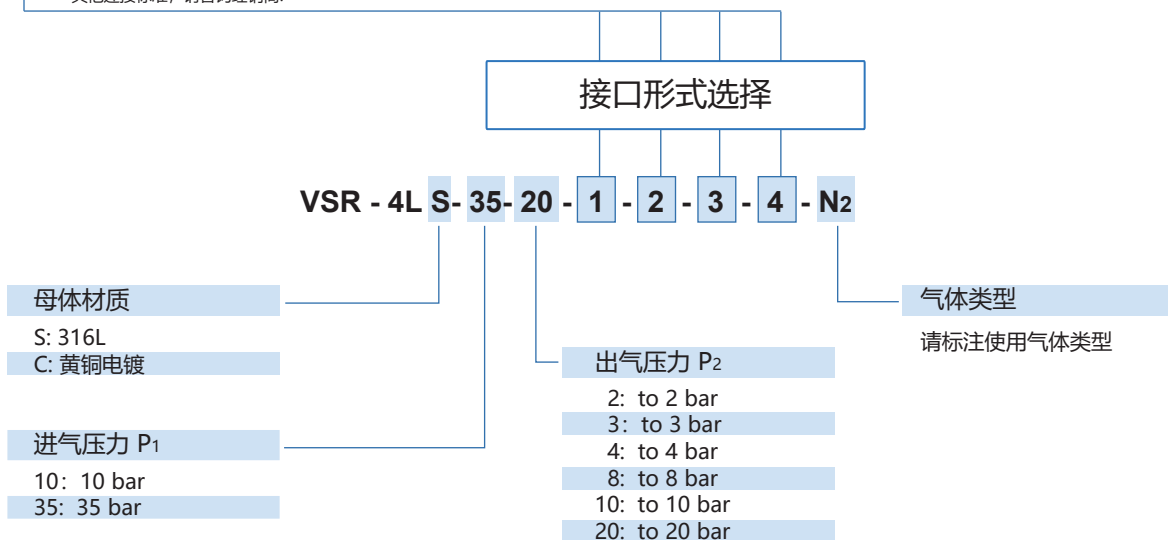 接口形式选择
VSR - 4L S- 35- 20 - 1 - 2 - 3 - 4 - N2
母体材质
S: 316L
C: 黄铜电镀
进气压力 P1
10: 10 bar
35: 35 bar
出气压力 P2
2: to 2 bar
3: to 3 bar
4: to 4 bar
8: to 8 bar
10: to 10 bar
20: to 20 bar
气体类型
请标注使用气体类型